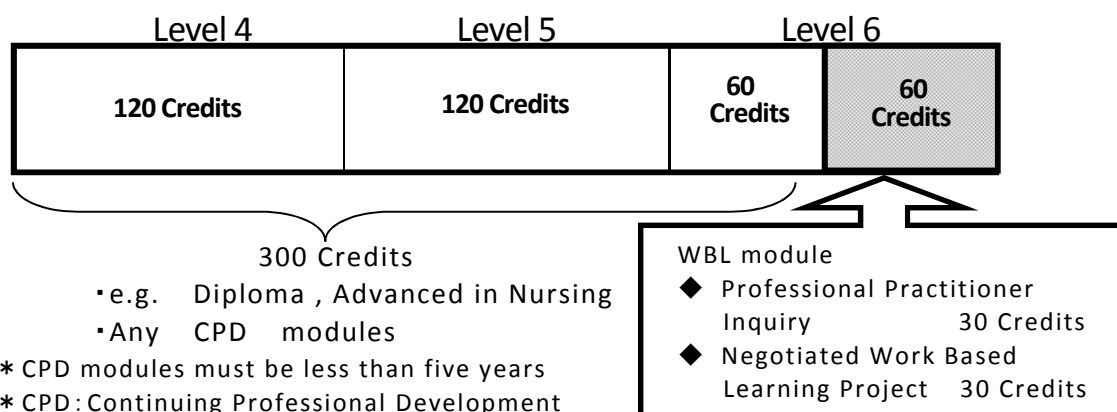 Level 4 Level 5 Level 6
120 Credits
120 Credits
60
Credits
60
Credits
300 Credits
・e.g. Diploma , Advanced in Nursing
・Any CPD modules
* CPD modules must be less than five years
* CPD:Continuing Professional Development
WBL module
◆ Professional Practitioner
Inquiry 30 Credits
◆ Negotiated Work Based
Learning Project 30 Credits